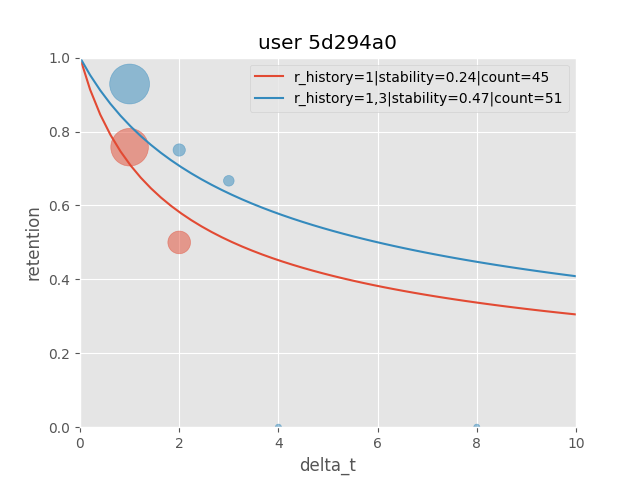 user 5d294a0
r_history=1|stability=0.24|count=45
r_history=1,3|stability=0.47|count=51
1.0
0.8
0.6
0.4
0.2
0.0
retention
0 2 4 6 8 10
delta_t